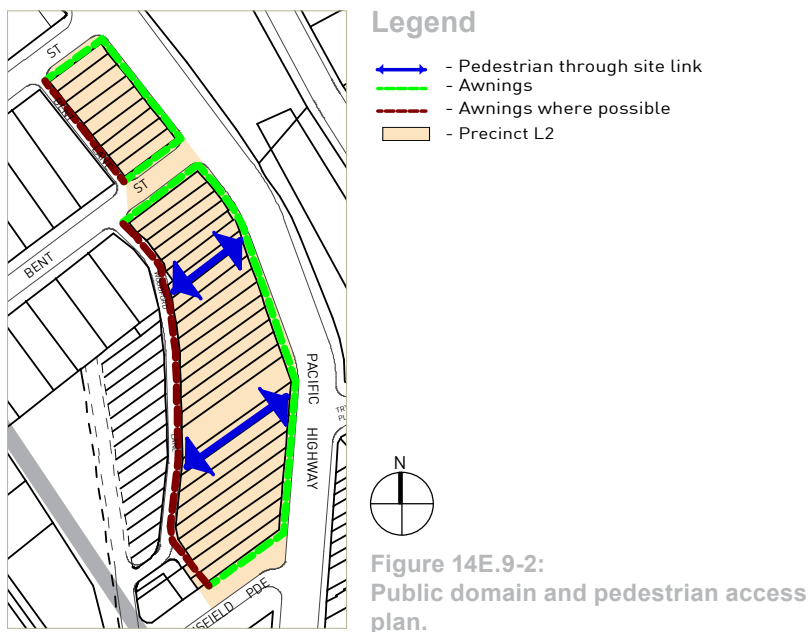 Legend
- Pedestrian through site link
- Awnings
- Awnings where possible
- Precinct L2
ST
ST
BENT
PACIFIC
HIGHWAY
PDE
N
Figure 14E.9-2:
Public domain and pedestrian access
plan.